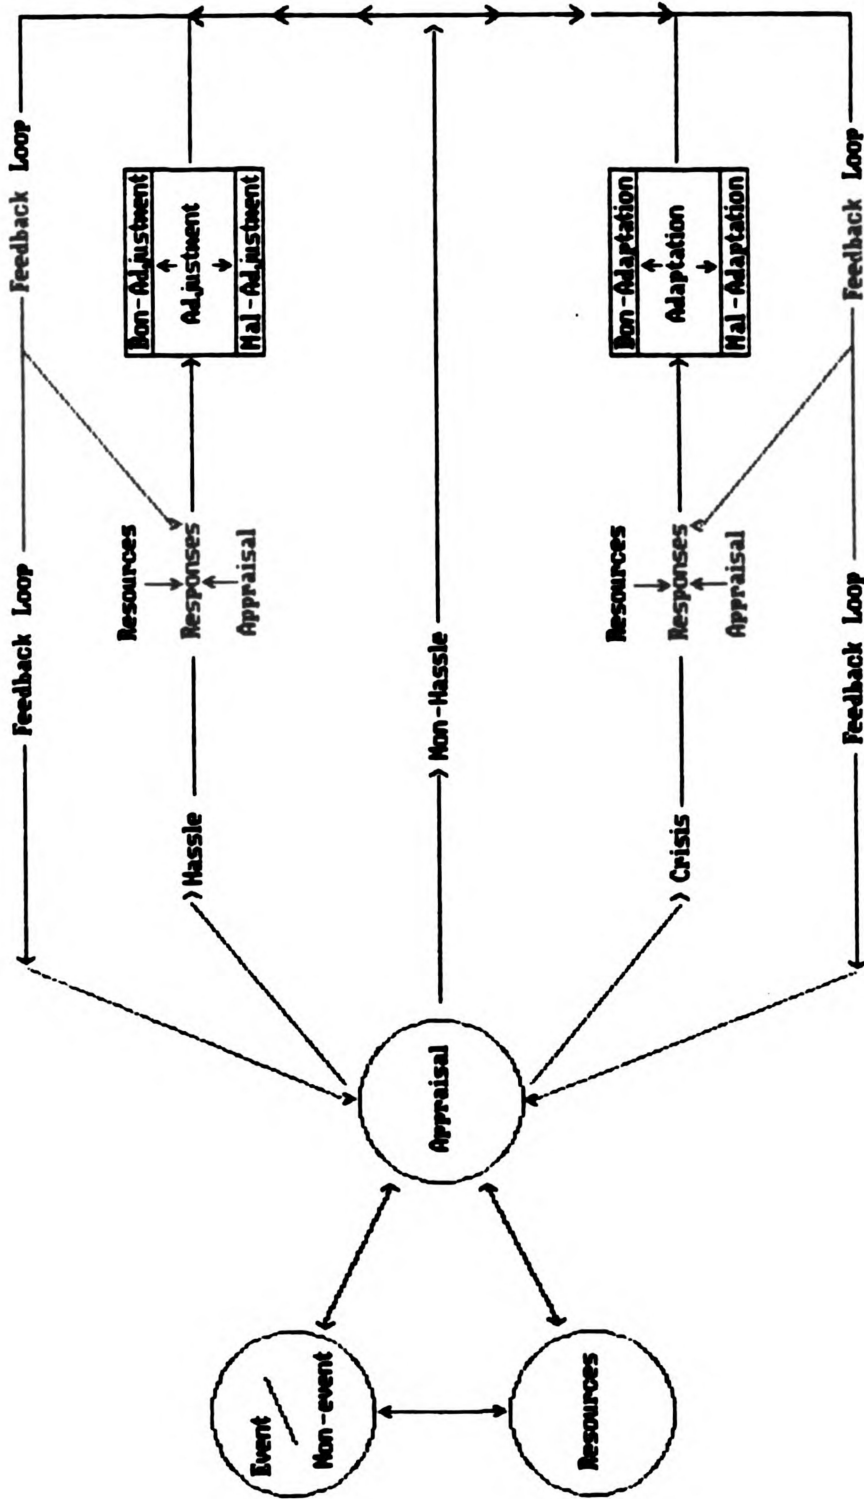 Feedback Loop
Feedback Loop
Bon-Adjustment
Adjustment
Mal-Adjustment
Resources
Responses
Appraisal
Hassle
Event
Non-event
Appraisal
Non-Hassle
Resources
Crisis
Resources
Responses
Appraisal
Bon-Adaptation
Adaptation
Mal-Adaptation
Feedback Loop
Feedback Loop